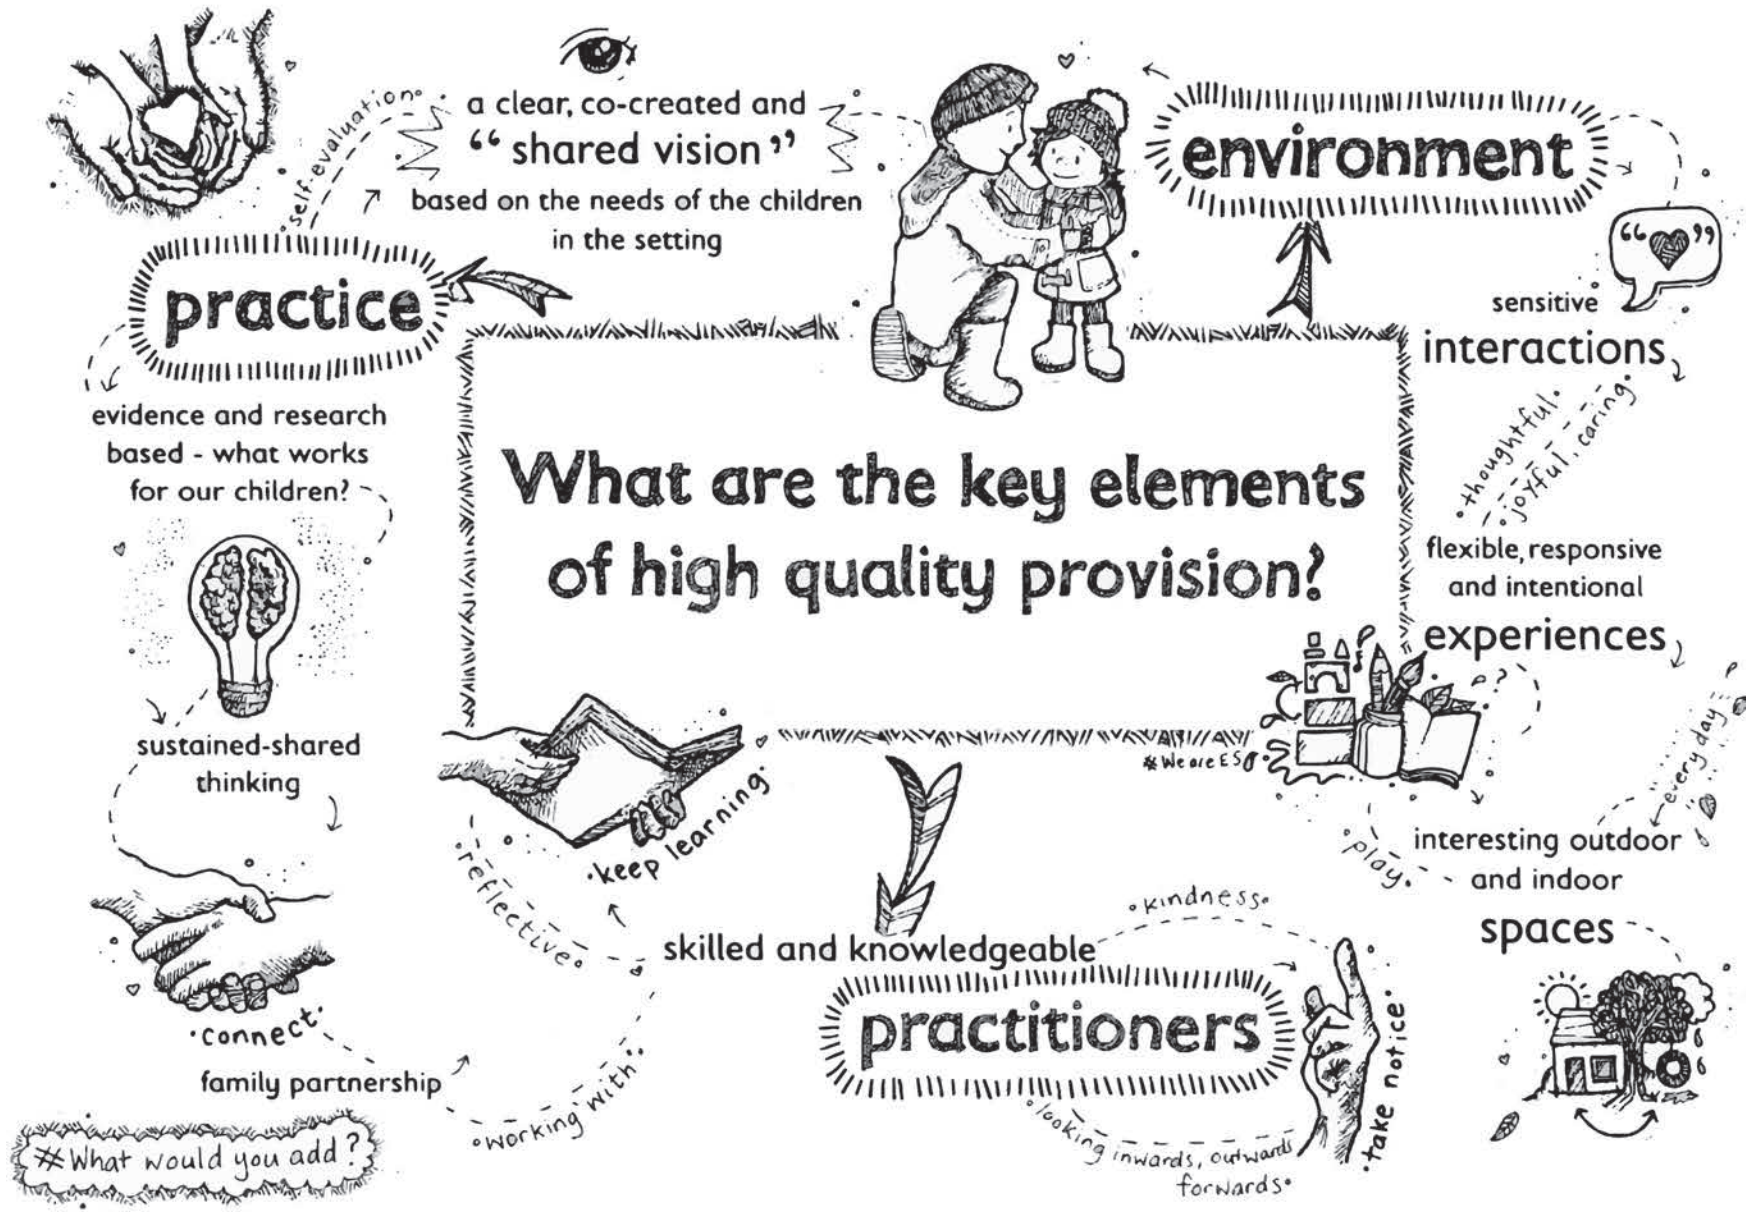 What are the key elements
of high quality provision?
#WeareES
practice
·self-evaluation·
a clear, co-created and
“shared vision”
based on the needs of the children
in the setting
evidence and research
based - what works
for our children?
sustained-shared
thinking
·connect·
family partnership
·working with·
#What would you add?
environment
“ ”
sensitive
interactions
·thoughtful·
·joyful, caring·
flexible, responsive
and intentional
experiences
·every day·
·play·
interesting outdoor
and indoor
spaces
skilled and knowledgeable
practitioners
·reflective·
·keep learning·
·kindness·
·take notice·
·looking inwards, outwards
forwards·